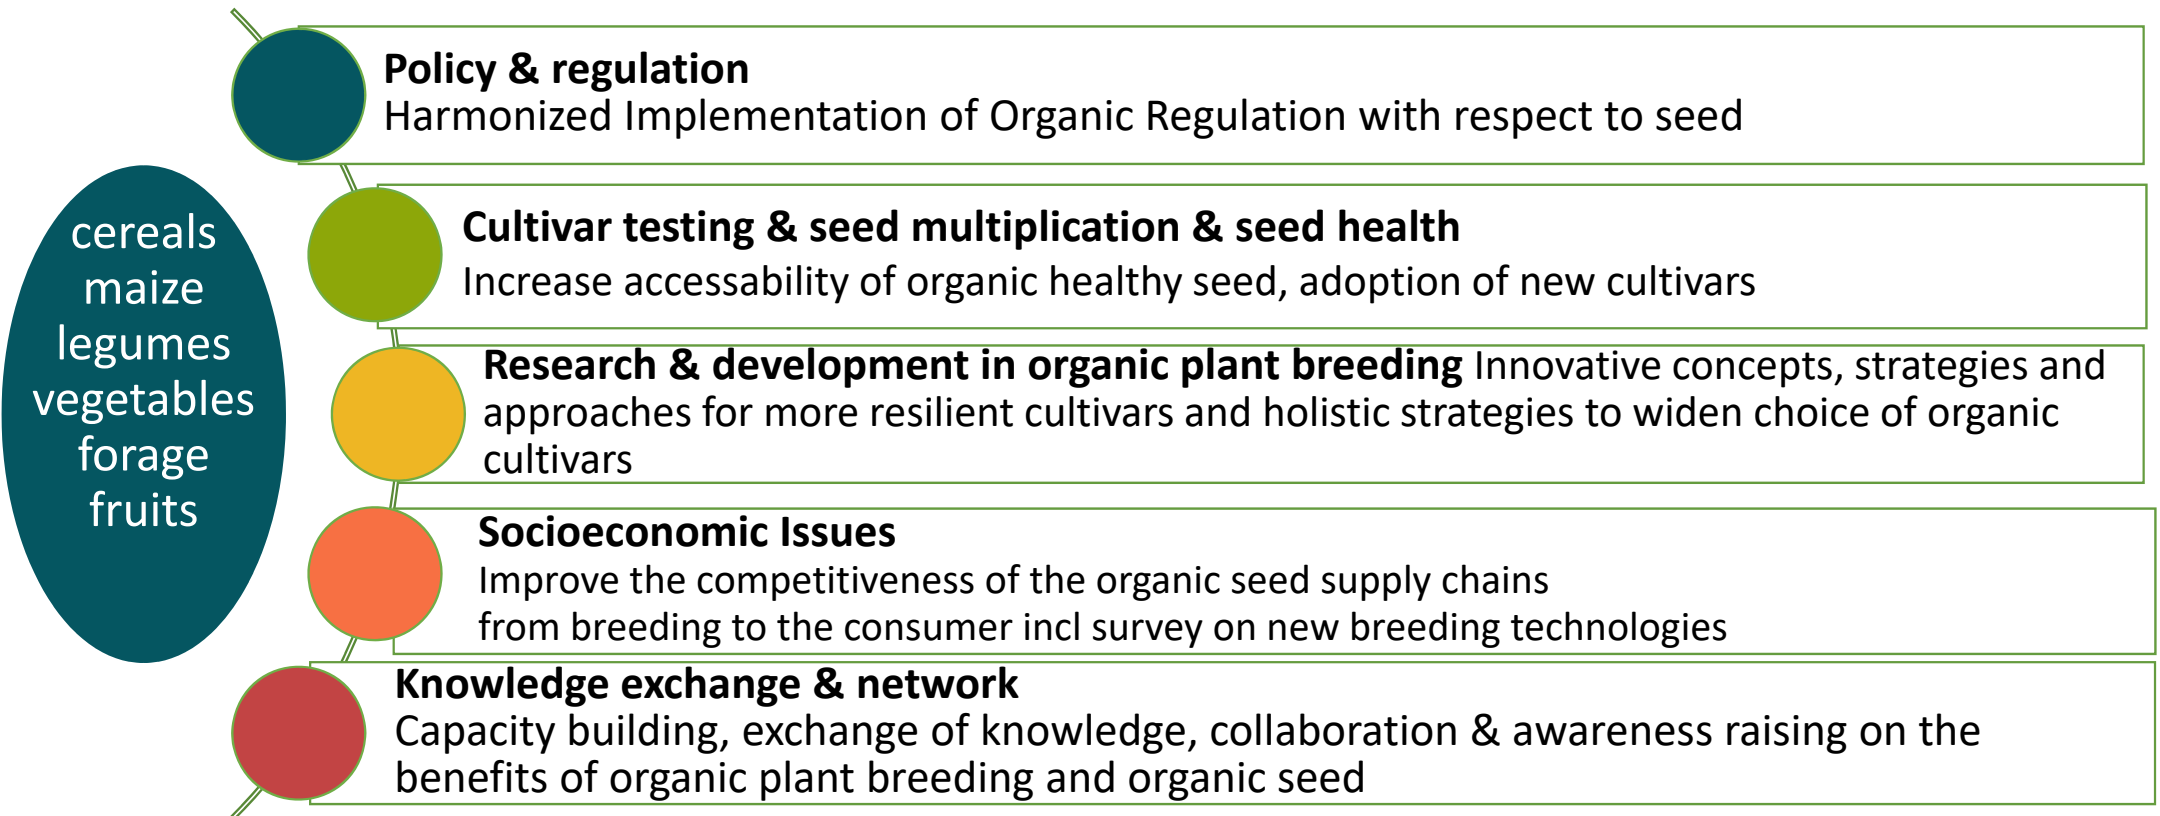 cereals
maize
legumes
vegetables
forage
fruits
Policy & regulation
Harmonized Implementation of Organic Regulation with respect to seed
Cultivar testing & seed multiplication & seed health
Increase accessability of organic healthy seed, adoption of new cultivars
Research & development in organic plant breeding Innovative concepts, strategies and
approaches for more resilient cultivars and holistic strategies to widen choice of organic
cultivars
Socioeconomic Issues
Improve the competitiveness of the organic seed supply chains
from breeding to the consumer incl survey on new breeding technologies
Knowledge exchange & network
Capacity building, exchange of knowledge, collaboration & awareness raising on the
benefits of organic plant breeding and organic seed